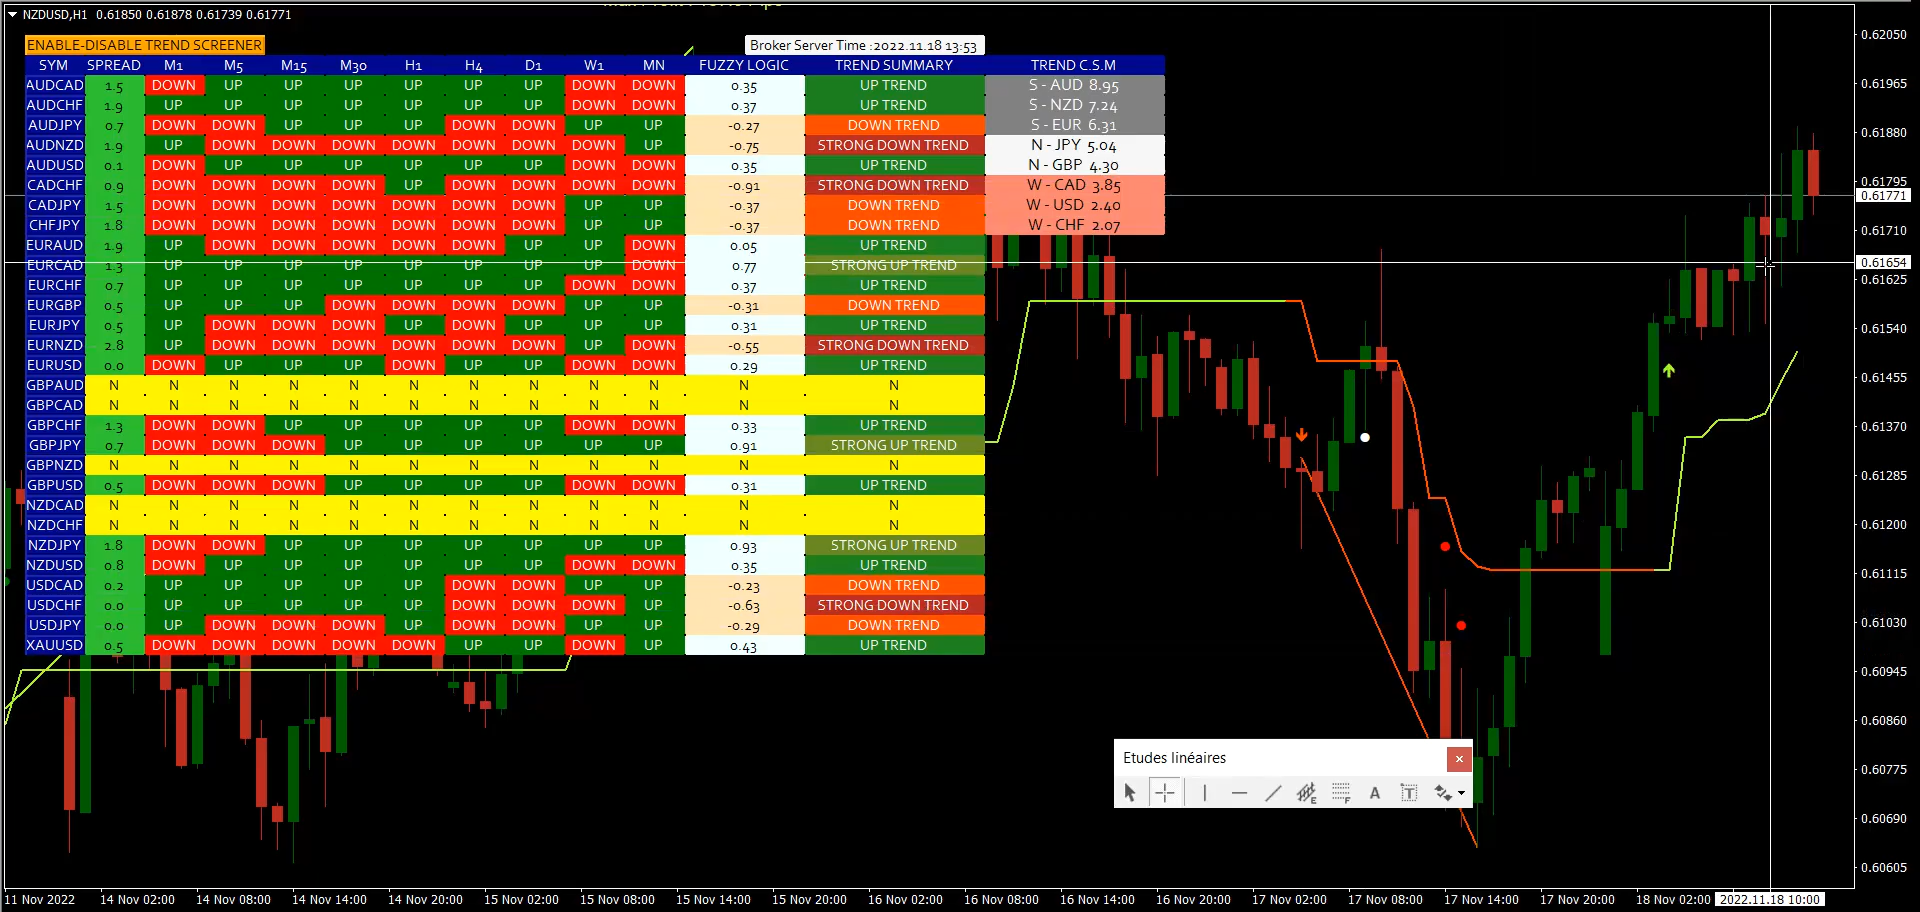 NZDUSD,H1 0.61850 0.61878 0.61739 0.61771
ENABLE-DISABLE TREND SCREENER
Broker Server Time :2022.11.18 13:53
SYM SPREAD M1 M5 M15 M30 H1 H4 D1 W1 MN FUZZY LOGIC TREND SUMMARY TREND C.S.M
AUDCAD 1.5 DOWN UP UP UP UP UP UP DOWN DOWN 0.35 UP TREND S - AUD 8.95
AUDCHF 1.9 UP UP UP UP UP UP UP DOWN DOWN 0.37 UP TREND S - NZD 7.24
AUDJPY 0.7 DOWN DOWN UP UP UP DOWN DOWN UP UP -0.27 DOWN TREND S - EUR 6.31
AUDNZD 1.9 UP DOWN DOWN DOWN DOWN DOWN DOWN DOWN UP -0.75 STRONG DOWN TREND N - JPY 5.04
AUDUSD 0.1 DOWN UP UP UP UP UP UP DOWN DOWN 0.35 UP TREND N - GBP 4.30
CADCHF 0.9 DOWN DOWN DOWN DOWN UP DOWN DOWN DOWN DOWN -0.91 STRONG DOWN TREND W - CAD 3.85
CADJPY 1.5 DOWN DOWN DOWN DOWN DOWN DOWN DOWN UP UP -0.37 DOWN TREND W - USD 2.40
CHFJPY 1.8 DOWN DOWN DOWN DOWN DOWN DOWN DOWN UP UP -0.37 DOWN TREND W - CHF 2.07
EURAUD 1.9 UP DOWN DOWN DOWN DOWN DOWN UP UP DOWN 0.05 UP TREND
EURCAD 1.3 UP UP UP UP UP UP UP UP DOWN 0.77 STRONG UP TREND
EURCHF 0.7 UP UP UP UP UP UP UP DOWN DOWN 0.37 UP TREND
EURGBP 0.5 UP UP UP DOWN DOWN DOWN DOWN UP UP -0.31 DOWN TREND
EURJPY 0.5 UP DOWN DOWN DOWN UP DOWN UP UP UP 0.31 UP TREND
EURNZD 2.8 UP DOWN DOWN DOWN DOWN DOWN DOWN UP DOWN -0.55 STRONG DOWN TREND
EURUSD 0.0 DOWN UP UP UP DOWN UP UP DOWN DOWN 0.29 UP TREND
GBPAUD N N N N N N N N N N N N
GBPCAD N N N N N N N N N N N N
GBPCHF 1.3 DOWN DOWN UP UP UP UP UP DOWN DOWN 0.33 UP TREND
GBPJPY 0.7 DOWN DOWN DOWN UP UP UP UP UP UP 0.91 STRONG UP TREND
GBPNZD N N N N N N N N N N N N
GBPUSD 0.5 DOWN DOWN DOWN UP UP UP UP DOWN DOWN 0.31 UP TREND
NZDCAD N N N N N N N N N N N N
NZDCHF N N N N N N N N N N N N
NZDJPY 1.8 DOWN DOWN UP UP UP UP UP UP UP 0.93 STRONG UP TREND
NZDUSD 0.8 DOWN UP UP UP UP UP UP DOWN DOWN 0.35 UP TREND
USDCAD 0.2 UP UP UP UP UP DOWN DOWN UP UP -0.23 DOWN TREND
USDCHF 0.0 UP UP UP UP UP DOWN DOWN DOWN UP -0.63 STRONG DOWN TREND
USDJPY 0.0 UP DOWN DOWN DOWN UP DOWN DOWN UP UP -0.29 DOWN TREND
XAUUSD 0.5 DOWN DOWN DOWN DOWN DOWN UP UP DOWN UP 0.43 UP TREND
0.62050
0.61965
0.61880
0.61795
0.61771
0.61710
0.61654
0.61625
0.61540
0.61455
0.61370
0.61285
0.61200
0.61115
0.61030
0.60945
0.60860
0.60775
0.60690
0.60605
Etudes linéaires
E F A T
11 Nov 2022 14 Nov 02:00 14 Nov 08:00 14 Nov 14:00 14 Nov 20:00 15 Nov 02:00 15 Nov 08:00 15 Nov 14:00 15 Nov 20:00 16 Nov 02:00 16 Nov 08:00 16 Nov 14:00 16 Nov 20:00 17 Nov 02:00 17 Nov 08:00 17 Nov 14:00 17 Nov 20:00 18 Nov 02:00 2022.11.18 10:00